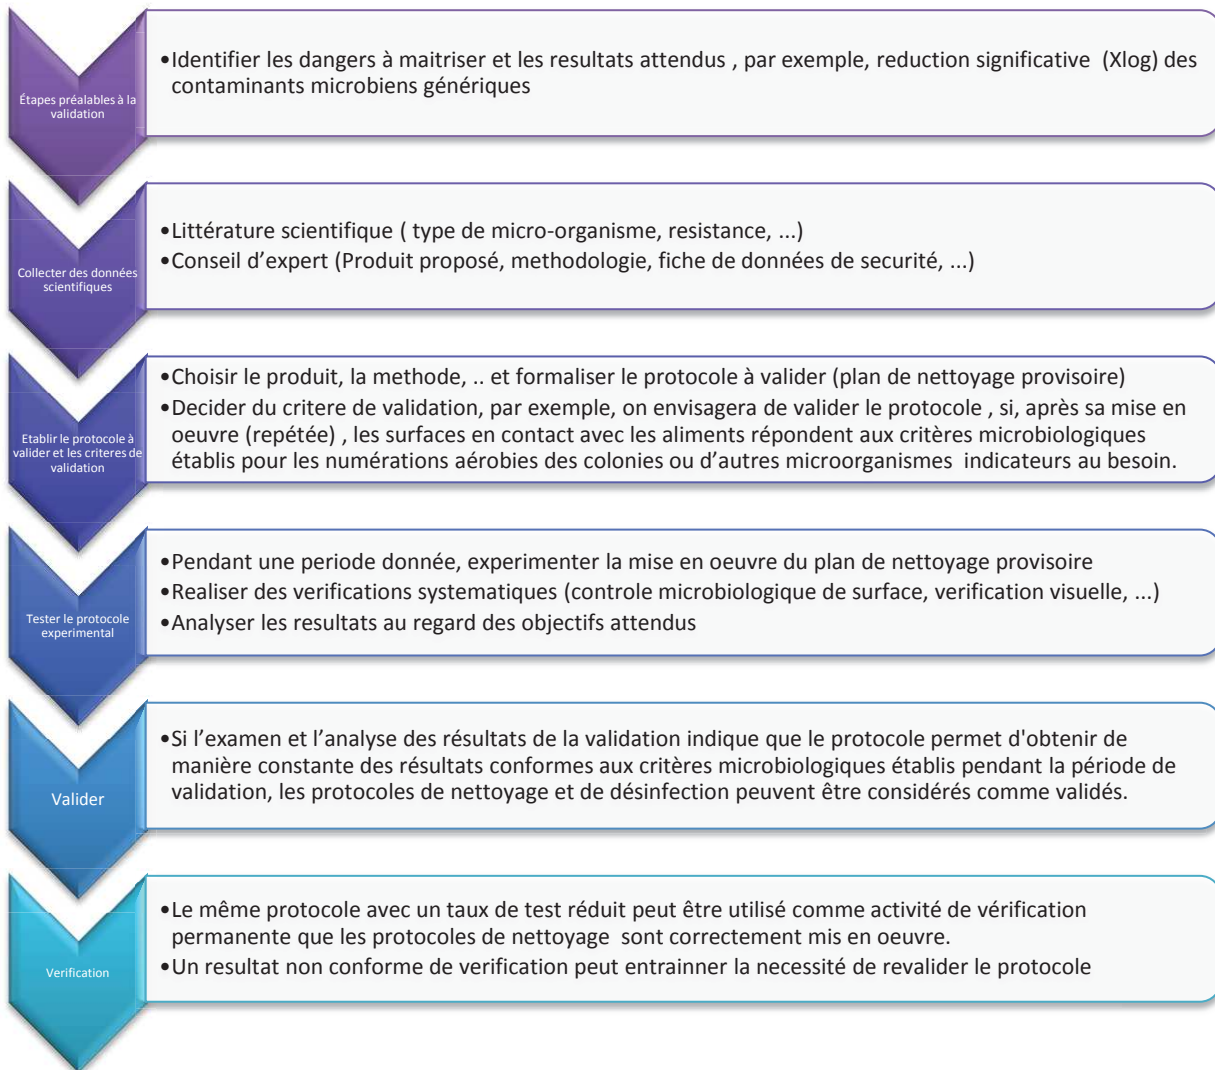 Étapes préalables à la
validation
•Identifier les dangers à maitriser et les resultats attendus , par exemple, reduction significative (Xlog) des
contaminants microbiens génériques
Collecter des données
scientifiques
•Littérature scientifique ( type de micro-organisme, resistance, ...)
•Conseil d'expert (Produit proposé, methodologie, fiche de données de securité, ...)
Etablir le protocole à
valider et les criteres de
validation
•Choisir le produit, la methode, .. et formaliser le protocole à valider (plan de nettoyage provisoire)
•Decider du critere de validation, par exemple, on envisagera de valider le protocole , si, après sa mise en
oeuvre (repétée) , les surfaces en contact avec les aliments répondent aux critères microbiologiques
établis pour les numérations aérobies des colonies ou d'autres microorganismes indicateurs au besoin.
Tester le protocole
experimental
•Pendant une periode donnée, experimenter la mise en oeuvre du plan de nettoyage provisoire
•Realiser des verifications systematiques (controle microbiologique de surface, verification visuelle, ...)
•Analyser les resultats au regard des objectifs attendus
Valider
•Si l'examen et l'analyse des résultats de la validation indique que le protocole permet d'obtenir de
manière constante des résultats conformes aux critères microbiologiques établis pendant la période de
validation, les protocoles de nettoyage et de désinfection peuvent être considérés comme validés.
Verification
•Le même protocole avec un taux de test réduit peut être utilisé comme activité de vérification
permanente que les protocoles de nettoyage sont correctement mis en oeuvre.
•Un resultat non conforme de verification peut entrainner la necessité de revalider le protocole